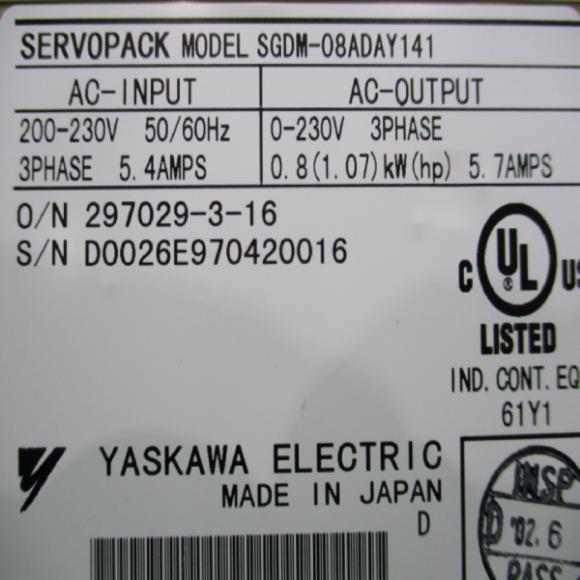 SERVOPACK MODEL SGDM-08ADAY141
AC-INPUT AC-OUTPUT
200-230V 50/60Hz 0-230V 3PHASE
3PHASE 5.4AMPS 0.8(1.07)kW(hp) 5.7AMPS
O/N 297029-3-16
S/N D0026E970420016
C UL US
®
LISTED
IND. CONT. EQ
61Y1
YASKAWA ELECTRIC
MADE IN JAPAN
D
INSP
D '02.6
PASS